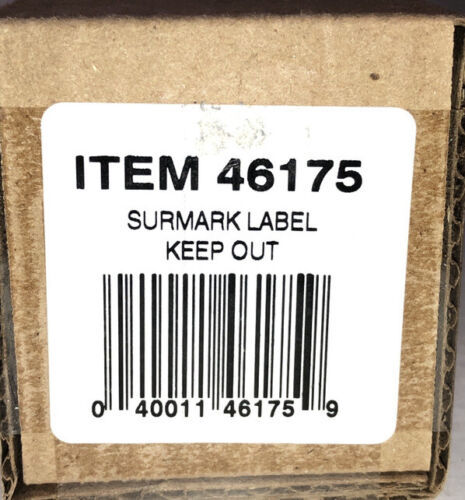 ITEM 46175
SURMARK LABEL
KEEP OUT
0 40011 46175 9